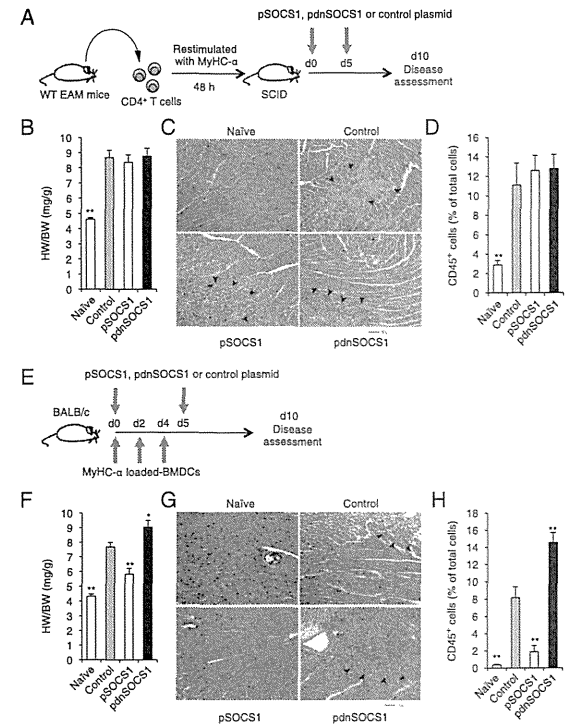 A
pSOCS1, pdnSOCS1 or control plasmid
Restimulated
with MyHC-α
48 h
d0 d5
d10
Disease
assessment
WT EAM mice
CD4+ T cells
SCID
B
HW/BW (mg/g)
10
9
8
7
6
5
4
3
2
1
0
**
Naïve
Control
pSOCS1
pdnSOCS1
C
Naïve Control
pSOCS1 pdnSOCS1
D
CD45+ cells (% of total cells)
16
14
12
10
8
6
4
2
0
**
Naïve
Control
pSOCS1
pdnSOCS1
E
pSOCS1, pdnSOCS1 or control plasmid
BALB/c
d0 d2 d4 d5
d10
Disease
assessment
MyHC-α loaded-BMDCs
F
HW/BW (mg/g)
10
9
8
7
6
5
4
3
2
1
0
**
**
*
Naïve
Control
pSOCS1
pdnSOCS1
G
Naïve Control
pSOCS1 pdnSOCS1
H
CD45+ cells (% of total cells)
18
16
14
12
10
8
6
4
2
0
**
**
**
Naïve
Control
pSOCS1
pdnSOCS1